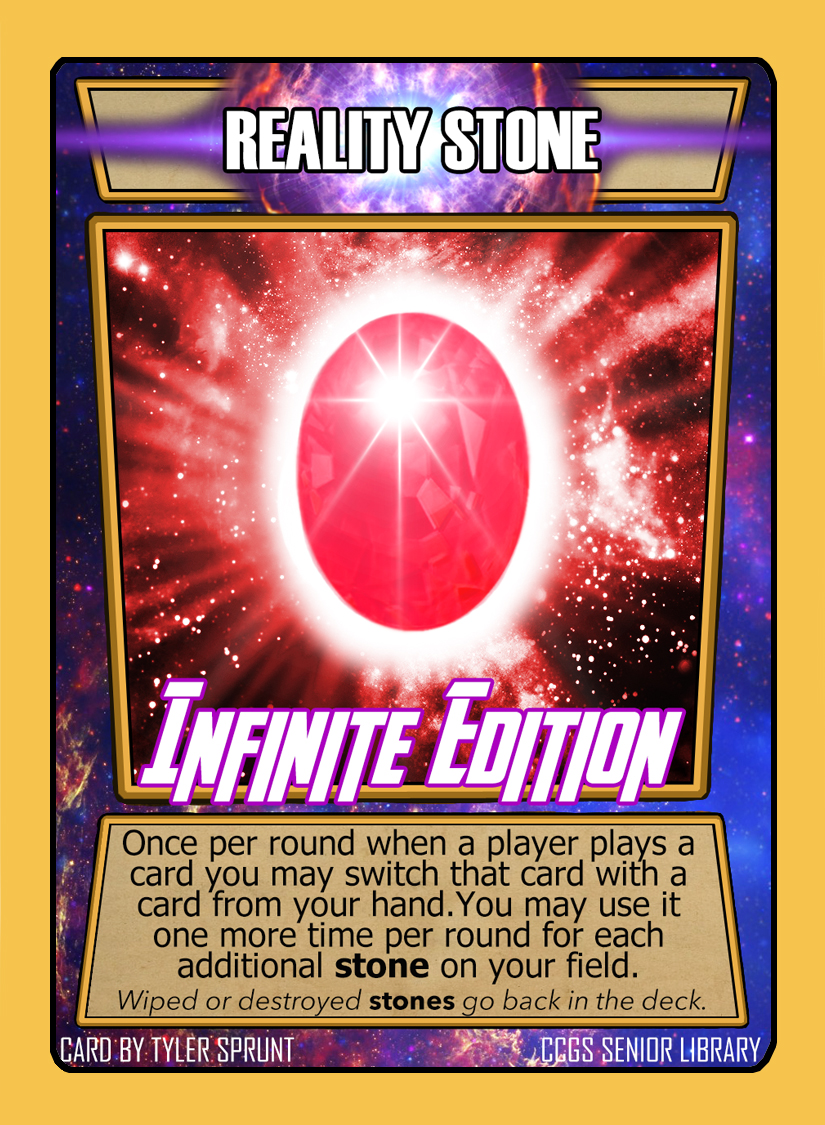 REALITY STONE
INFINITE EDITION
Once per round when a player plays a
card you may switch that card with a
card from your hand.You may use it
one more time per round for each
additional stone on your field.
Wiped or destroyed stones go back in the deck.
CARD BY TYLER SPRUNT
CCGS SENIOR LIBRARY